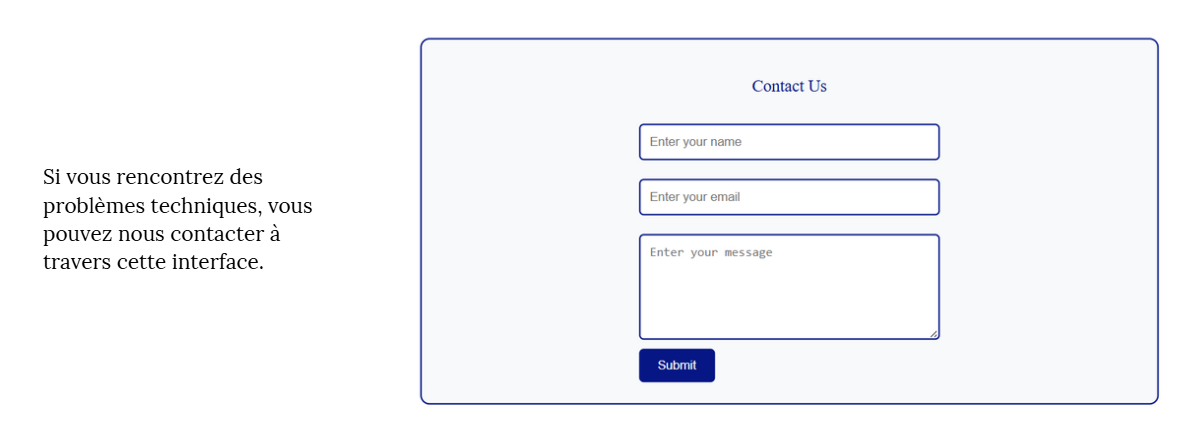 Si vous rencontrez des
problèmes techniques, vous
pouvez nous contacter à
travers cette interface.
Contact Us
Enter your name
Enter your email
Enter your message
Submit